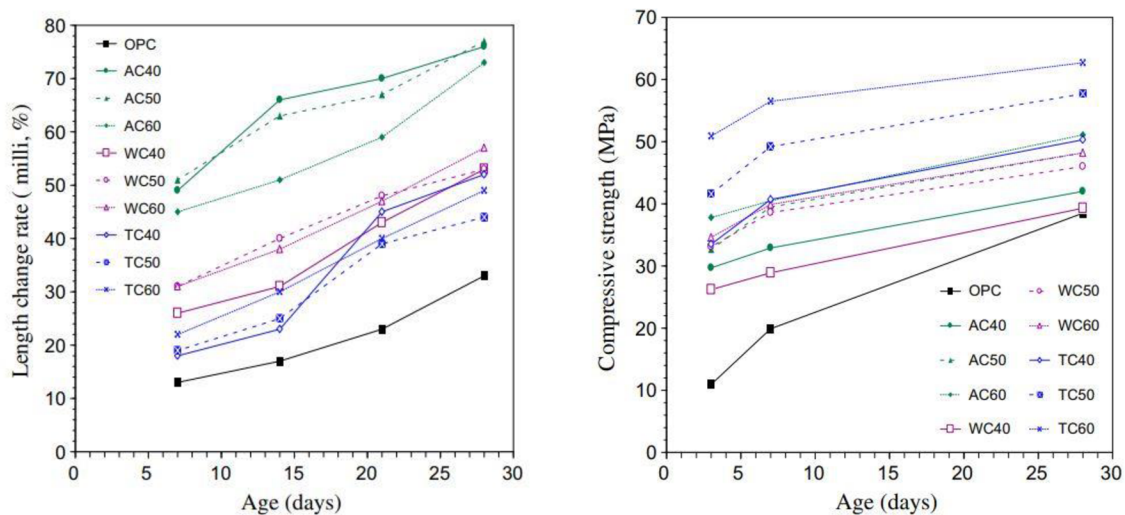 80
70
60
50
40
30
20
10
0
Length change rate ( milli, %)
OPC
AC40
AC50
AC60
WC40
WC50
WC60
TC40
TC50
TC60
0 5 10 15 20 25 30
Age (days)
70
60
50
40
30
20
10
0
Compressive strength (MPa)
OPC WC50
AC40 WC60
AC50 TC40
AC60 TC50
WC40 TC60
0 5 10 15 20 25 30
Age (days)